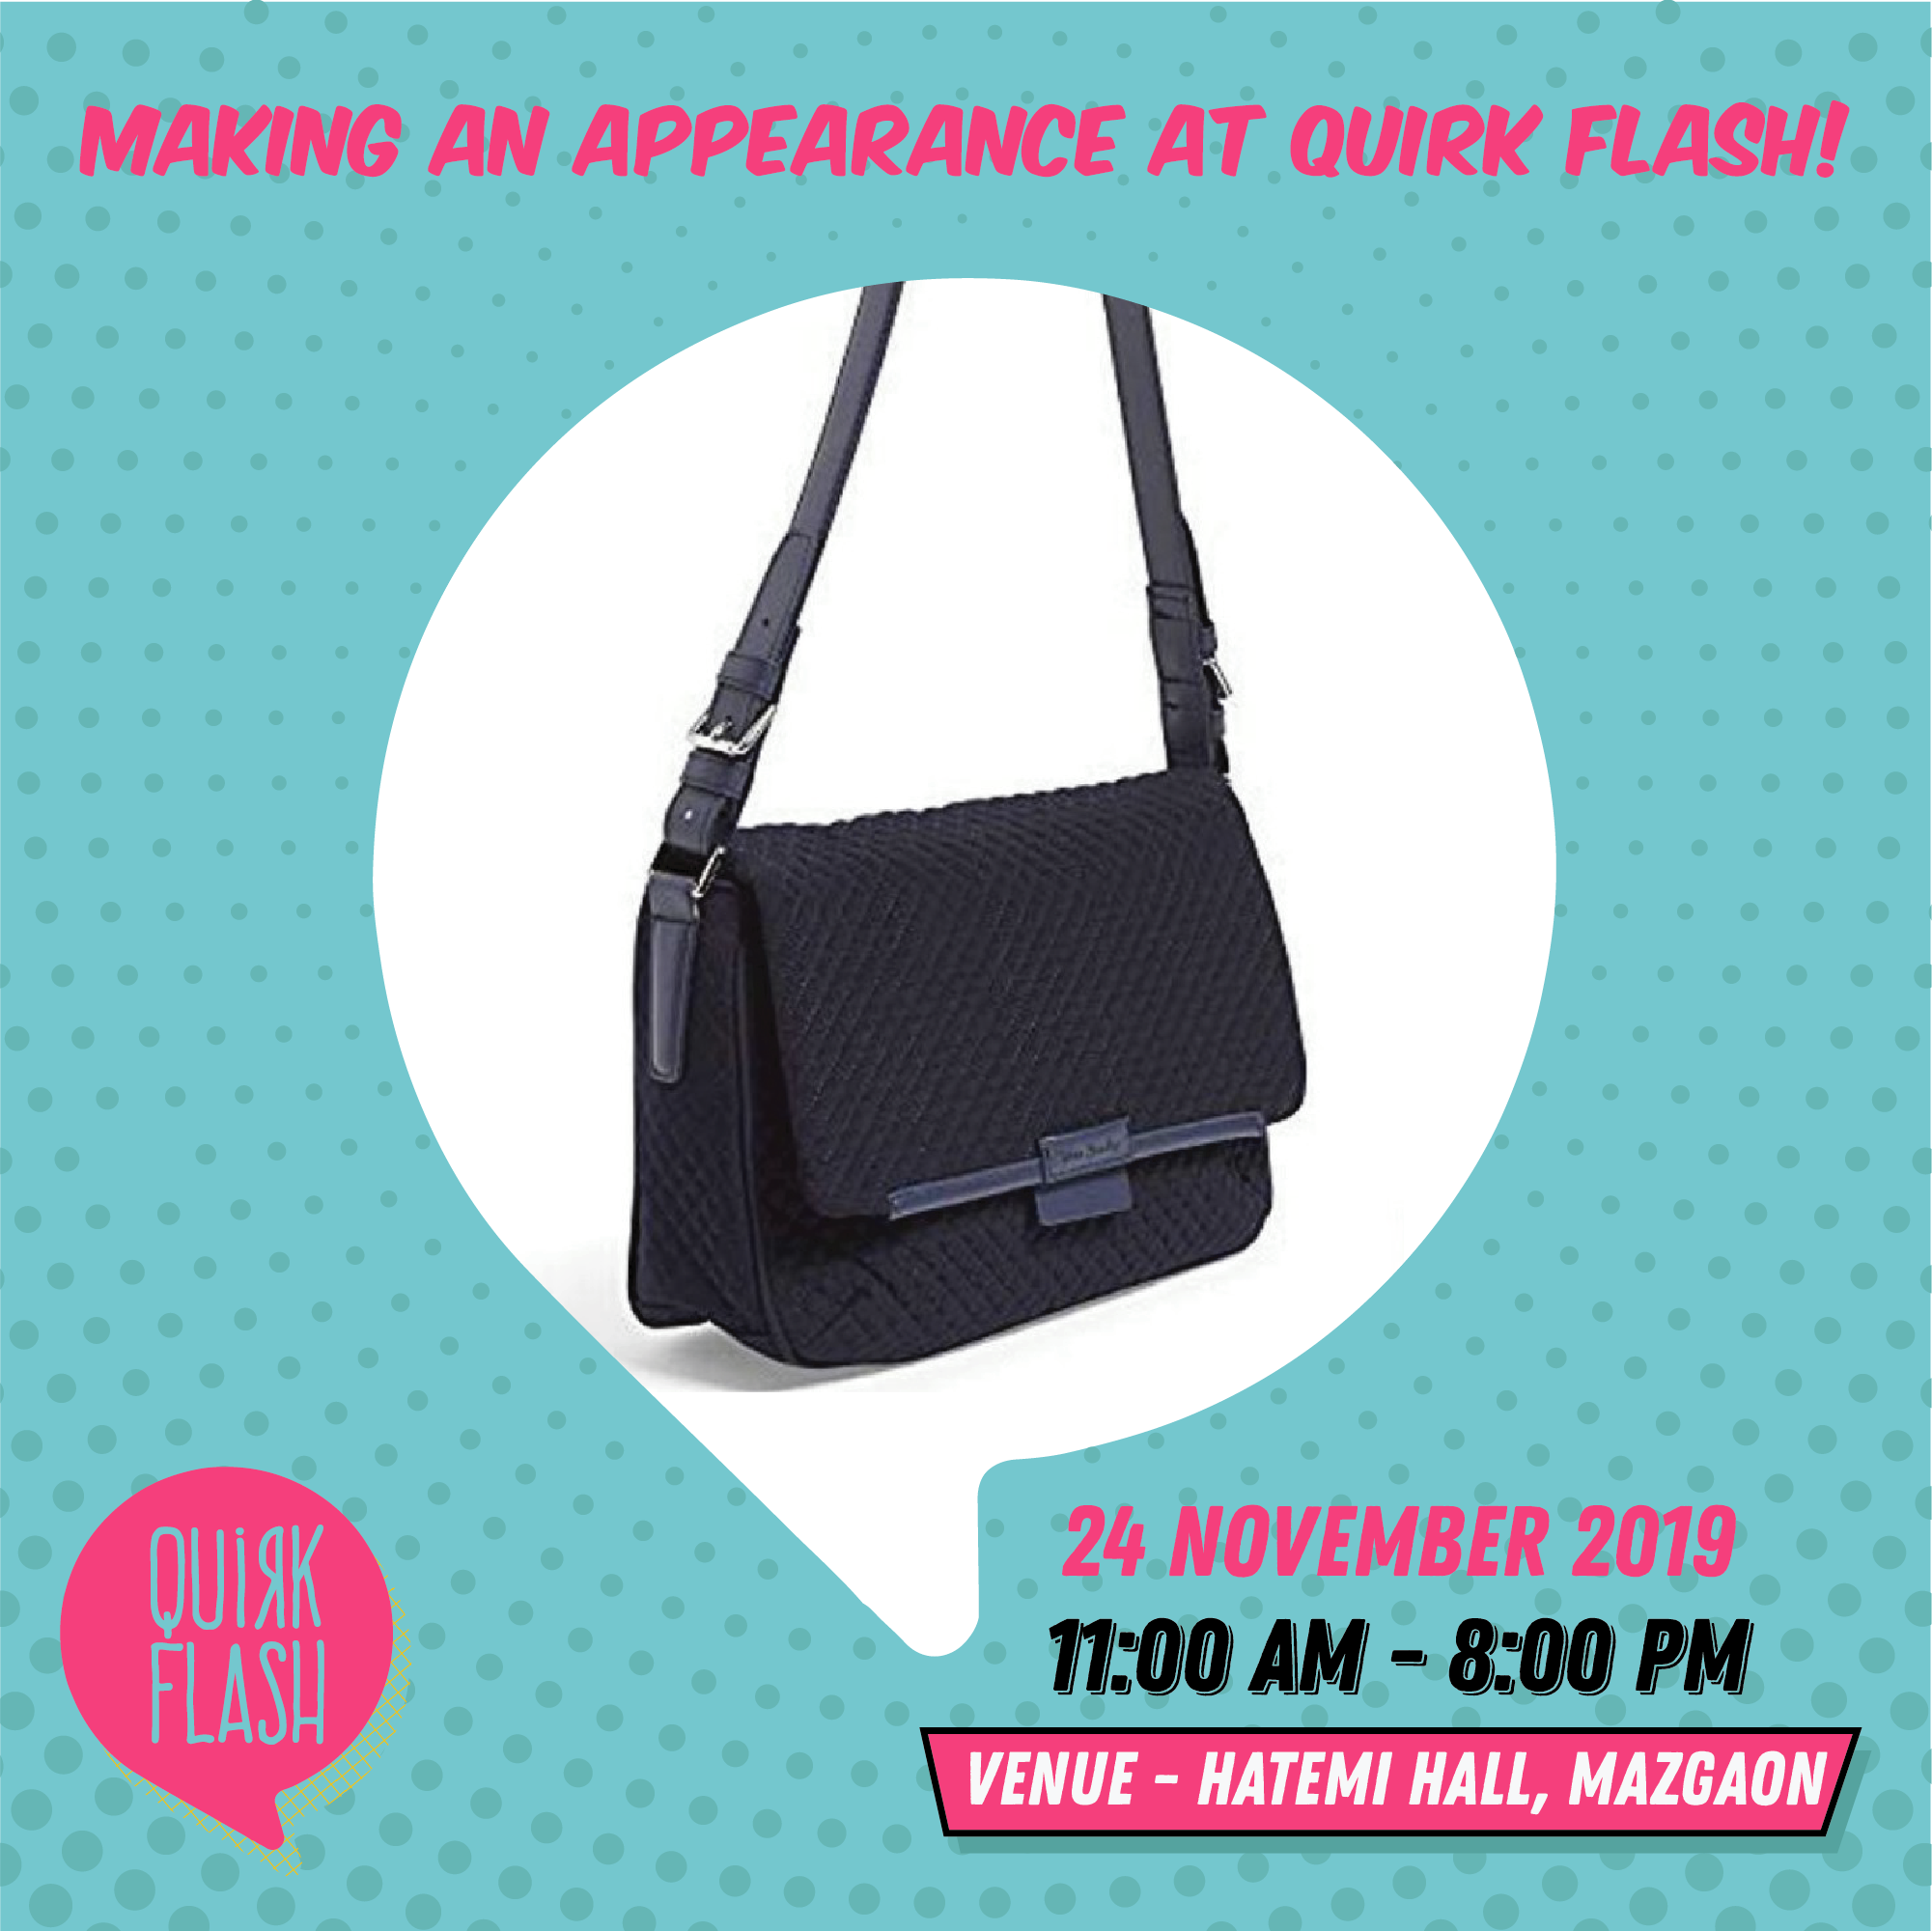 MAKING AN APPEARANCE AT QUIRK FLASH!
QUIRK
FLASH
24 NOVEMBER 2019
11:00 AM - 8:00 PM
VENUE - HATEMI HALL, MAZGAON